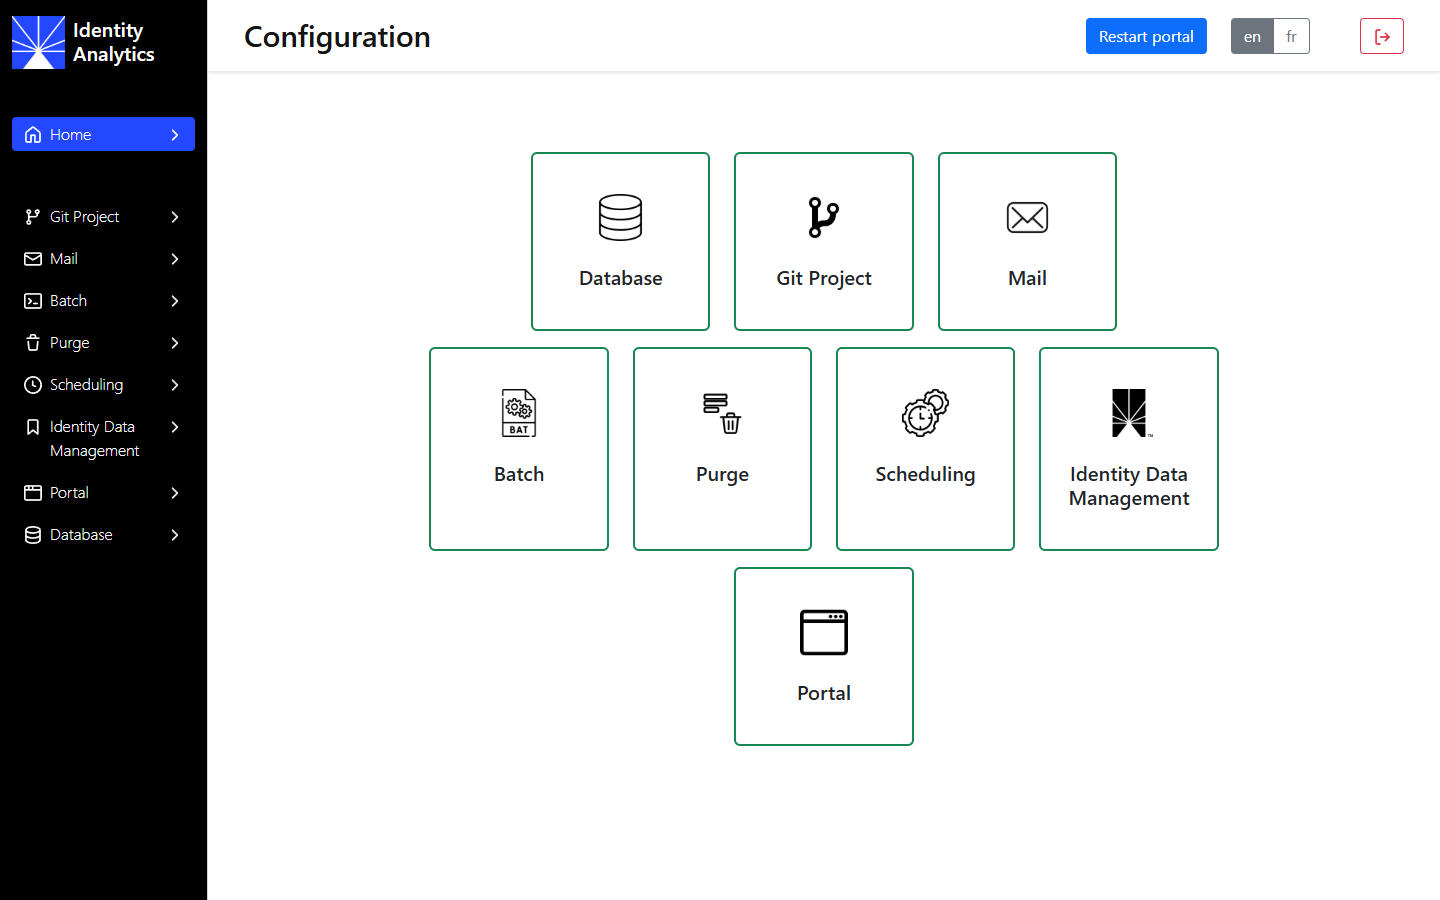 Identity
Analytics
Home
Git Project
Mail
Batch
Purge
Scheduling
Identity Data
Management
Portal
Database
Configuration
Restart portal
en
fr
Database
Git Project
Mail
BAT
Batch
Purge
Scheduling
TM
Identity Data
Management
Portal